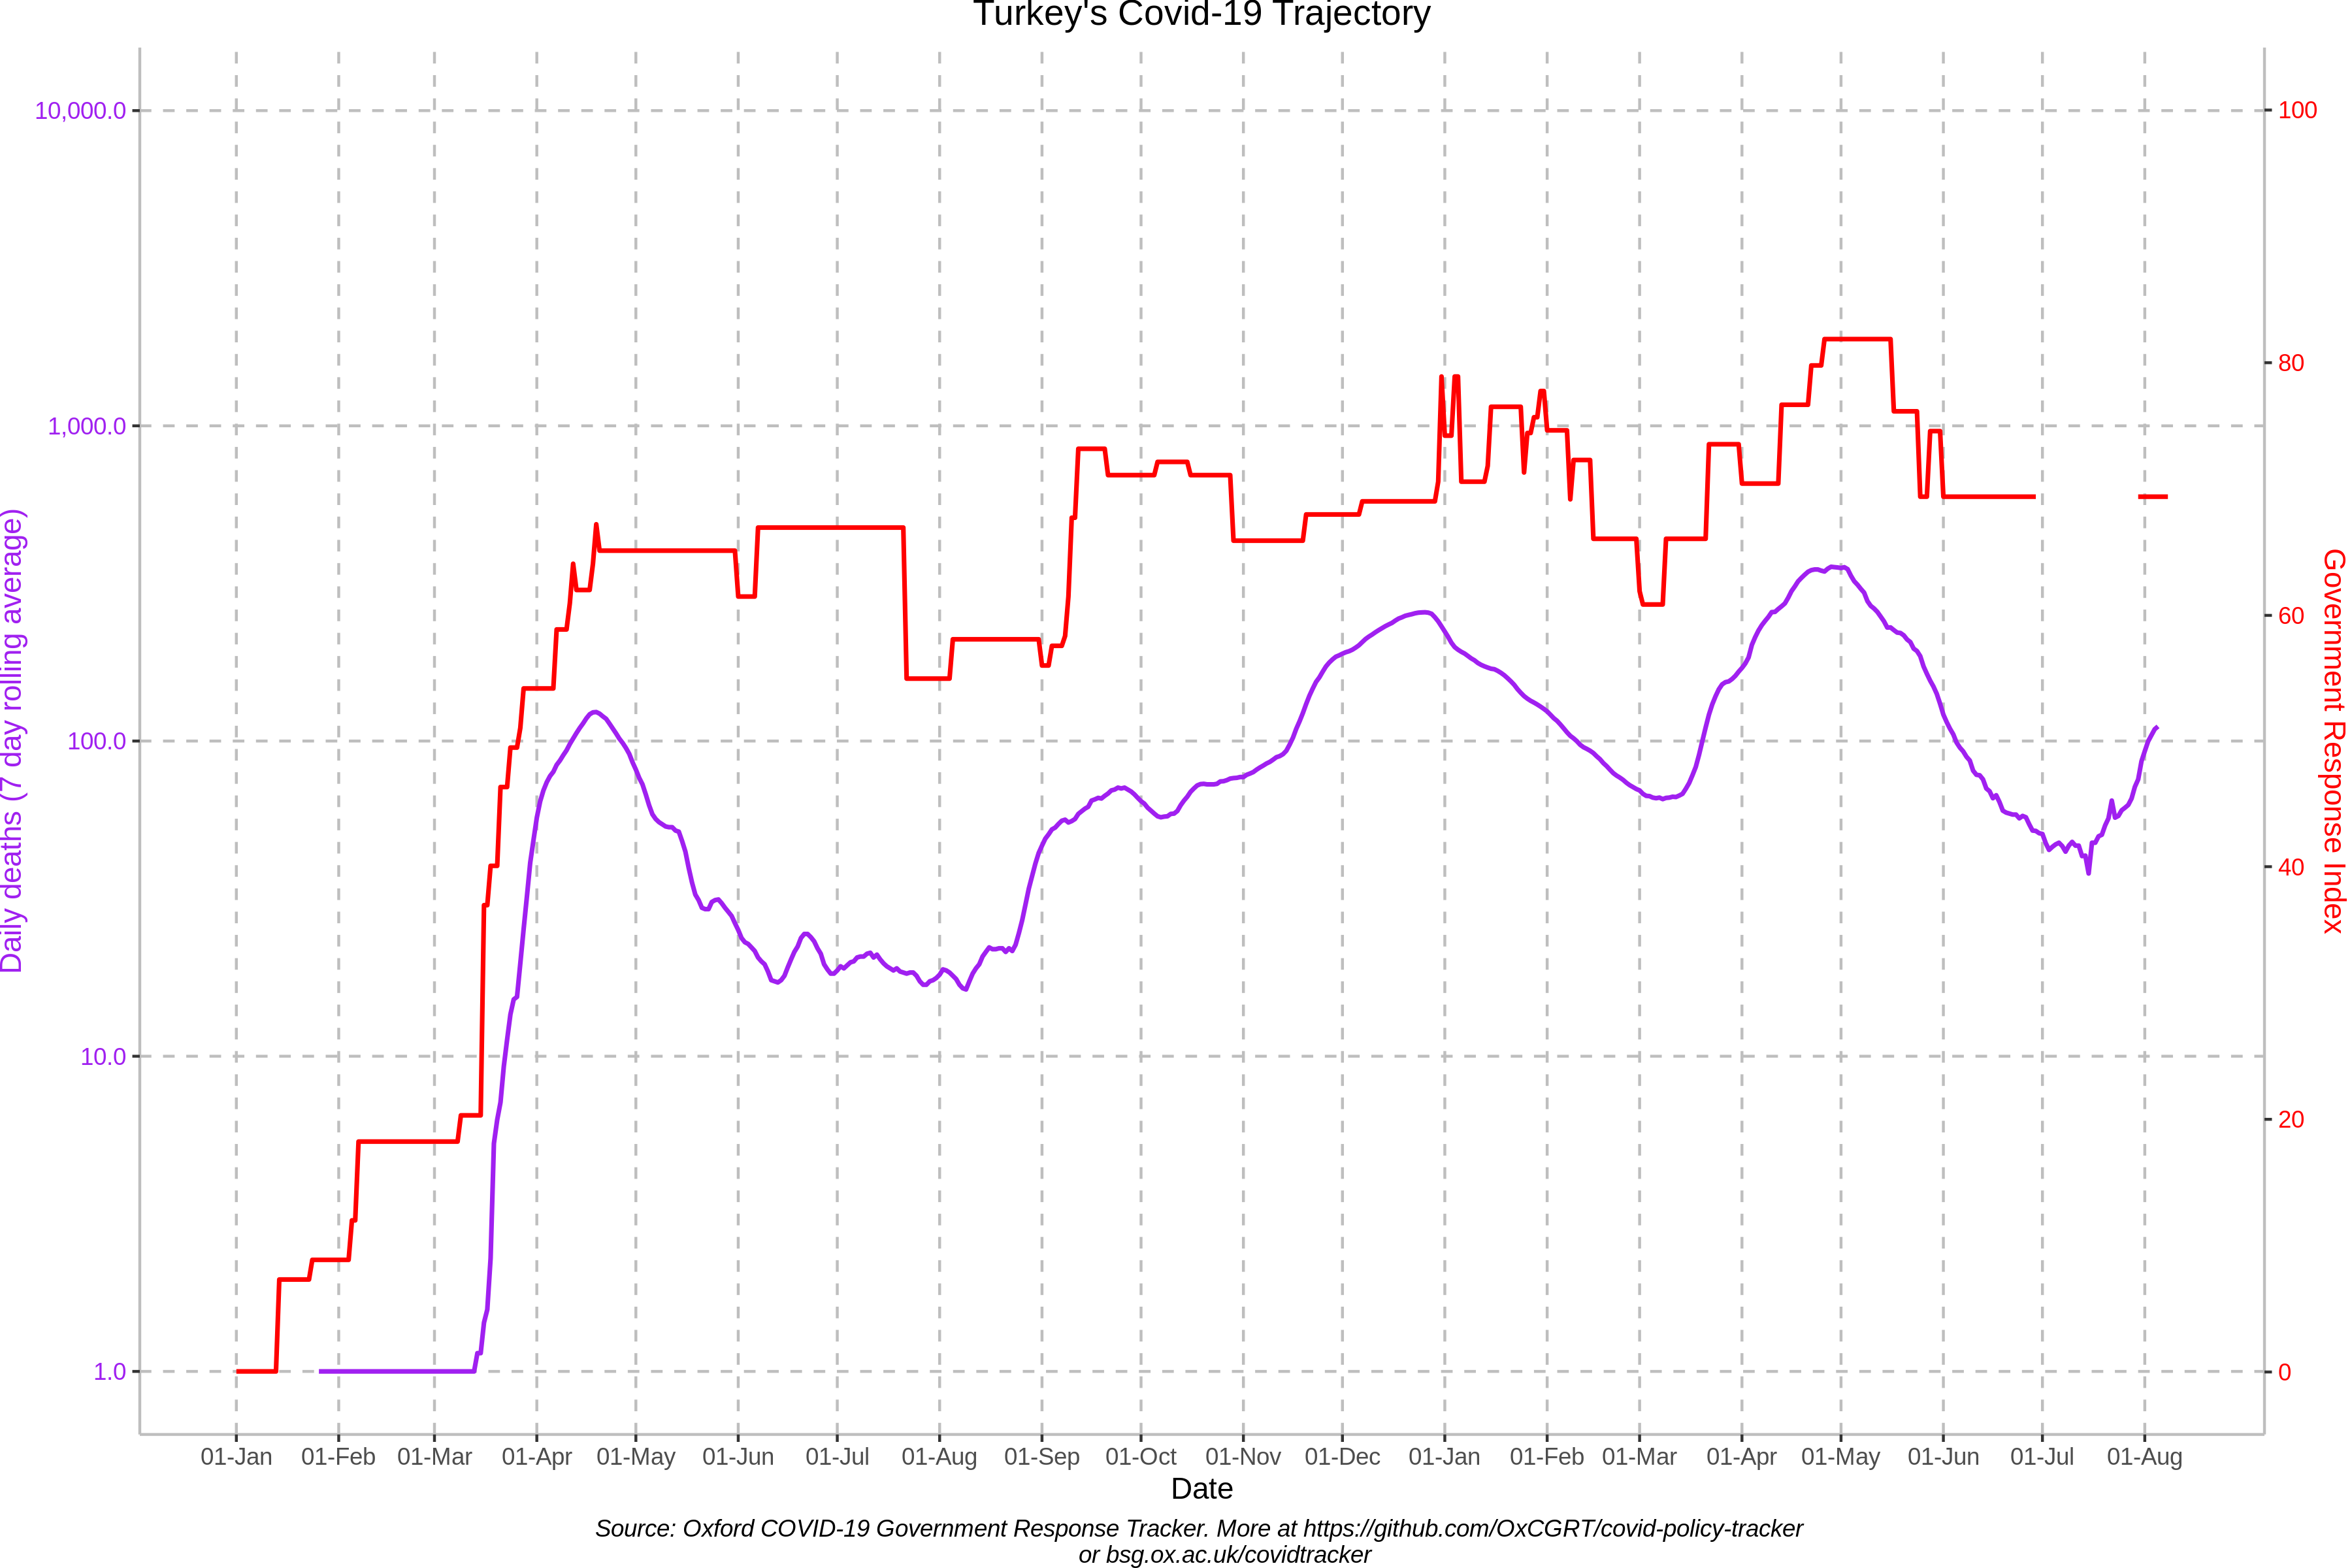 Turkey's Covid-19 Trajectory
10,000.0
1,000.0
100.0
10.0
1.0
Daily deaths (7 day rolling average)
100
80
60
40
20
0
Government Response Index
01-Jan 01-Feb 01-Mar 01-Apr 01-May 01-Jun 01-Jul 01-Aug 01-Sep 01-Oct 01-Nov 01-Dec 01-Jan 01-Feb 01-Mar 01-Apr 01-May 01-Jun 01-Jul 01-Aug
Date
Source: Oxford COVID-19 Government Response Tracker. More at https://github.com/OxCGRT/covid-policy-tracker
or bsg.ox.ac.uk/covidtracker